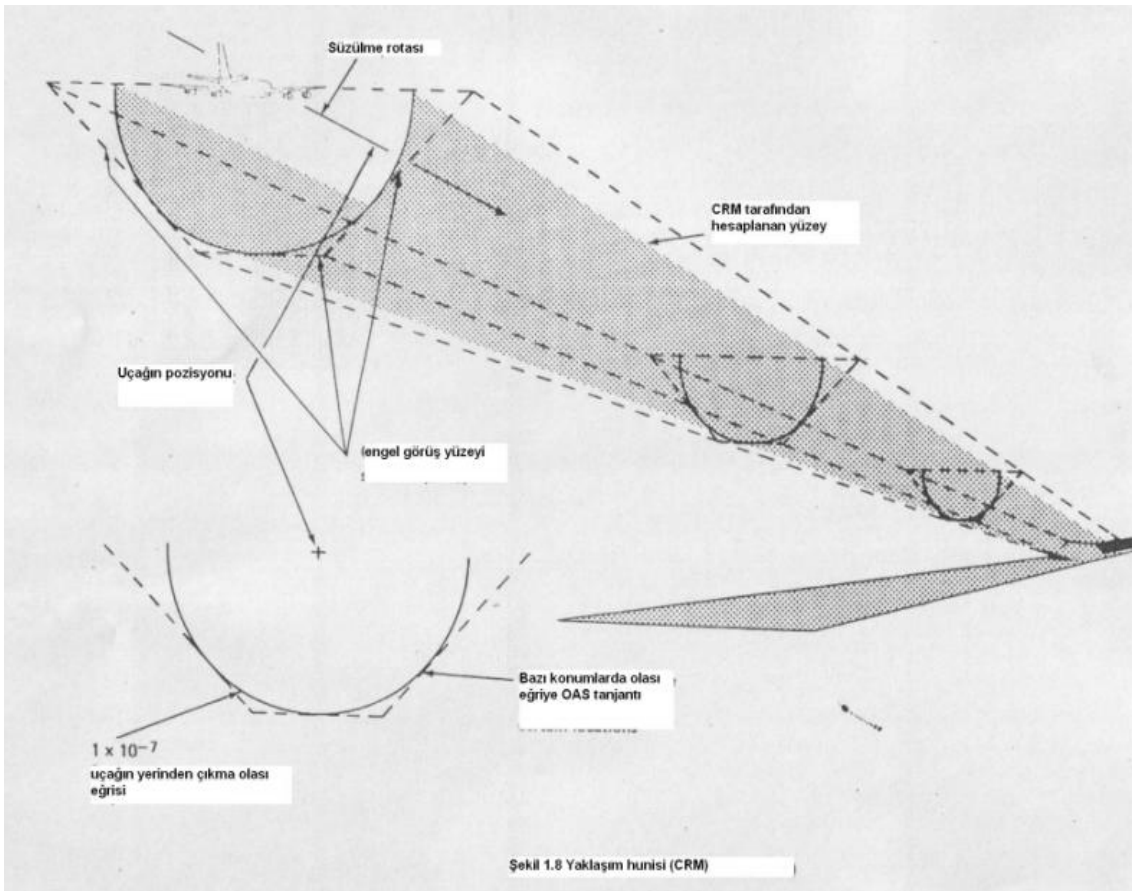 Süzülme rotası
CRM tarafından
hesaplanan yüzey
Uçağın pozisyonu
engel görüş yüzeyi
Bazı konumlarda olası
eğriye OAS tanjantı
1 x 10⁻⁷
uçağın yerinden çıkma olası
eğrisi
Şekil 1.8 Yaklaşım hunisi (CRM)